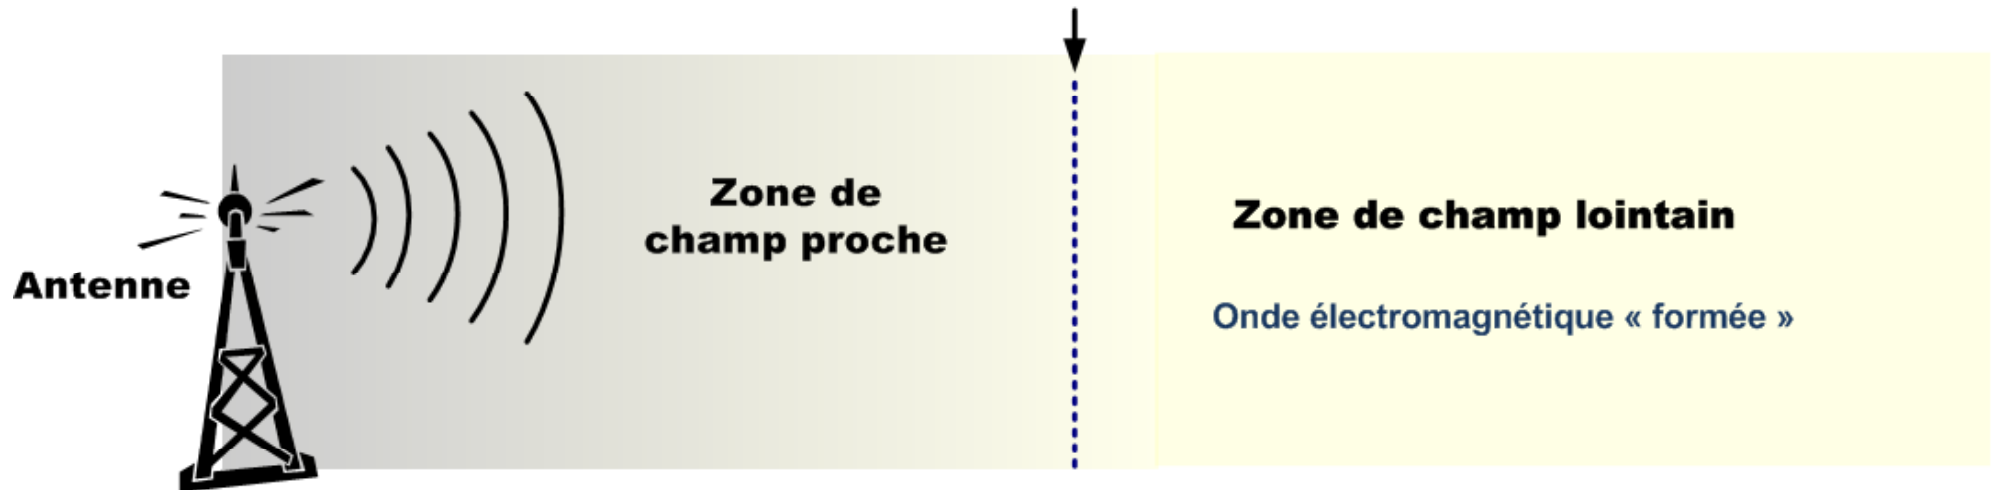 Zone de
champ proche
Zone de champ lointain
Antenne
Onde électromagnétique « formée »